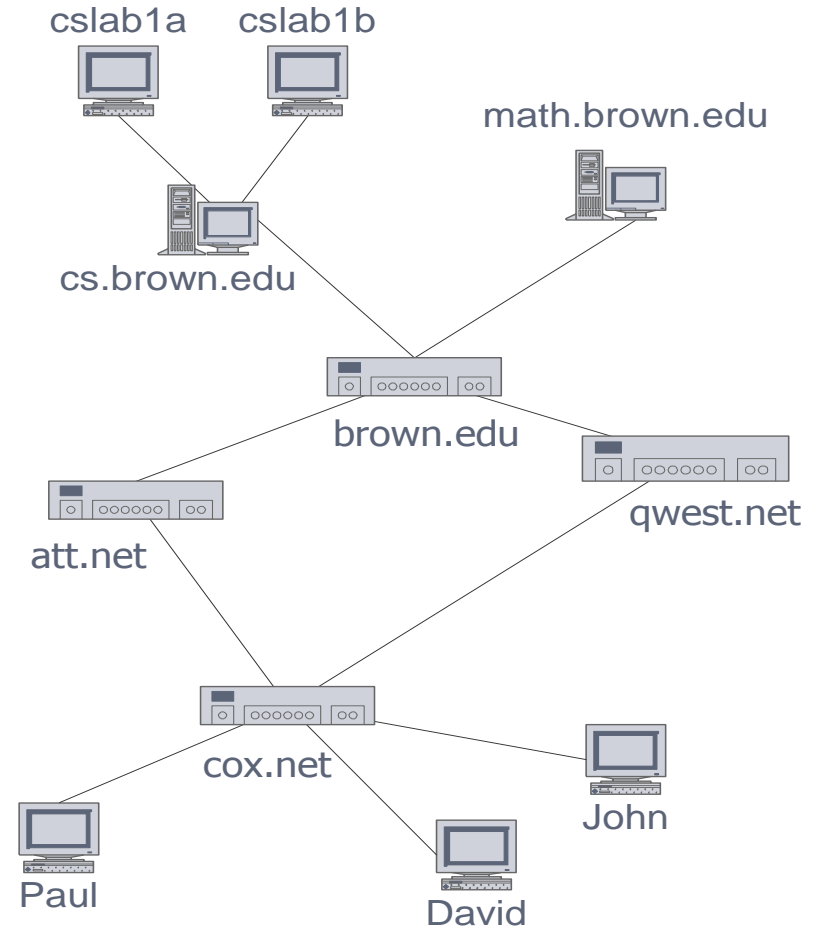 cslab1a
cslab1b
math.brown.edu
cs.brown.edu
brown.edu
qwest.net
att.net
cox.net
John
Paul
David